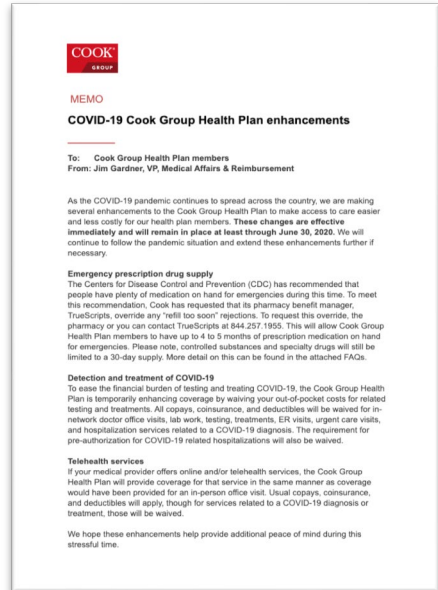 COOK
GROUP
MEMO
COVID-19 Cook Group Health Plan enhancements
To: Cook Group Health Plan members
From: Jim Gardner, VP, Medical Affairs & Reimbursement
As the COVID-19 pandemic continues to spread across the country, we are making
several enhancements to the Cook Group Health Plan to make access to care easier
and less costly for our health plan members. These changes are effective
immediately and will remain in place at least through June 30, 2020. We will
continue to follow the pandemic situation and extend these enhancements further if
necessary.
Emergency prescription drug supply
The Centers for Disease Control and Prevention (CDC) has recommended that
people have plenty of medication on hand for emergencies during this time. To meet
this recommendation, Cook has requested that its pharmacy benefit manager,
TrueScripts, override any “refill too soon” rejections. To request this override, the
pharmacy or you can contact TrueScripts at 844.257.1955. This will allow Cook Group
Health Plan members to have up to 4 to 5 months of prescription medication on hand
for emergencies. Please note, controlled substances and specialty drugs will still be
limited to a 30-day supply. More detail on this can be found in the attached FAQs.
Detection and treatment of COVID-19
To ease the financial burden of testing and treating COVID-19, the Cook Group Health
Plan is temporarily enhancing coverage by waiving your out-of-pocket costs for related
testing and treatments. All copays, coinsurance, and deductibles will be waived for in-
network doctor office visits, lab work, testing, treatments, ER visits, urgent care visits,
and hospitalization services related to a COVID-19 diagnosis. The requirement for
pre-authorization for COVID-19 related hospitalizations will also be waived.
Telehealth services
If your medical provider offers online and/or telehealth services, the Cook Group
Health Plan will provide coverage for that service in the same manner as coverage
would have been provided for an in-person office visit. Usual copays, coinsurance,
and deductibles will apply, though for services related to a COVID-19 diagnosis or
treatment, those will be waived.
We hope these enhancements help provide additional peace of mind during this
stressful time.